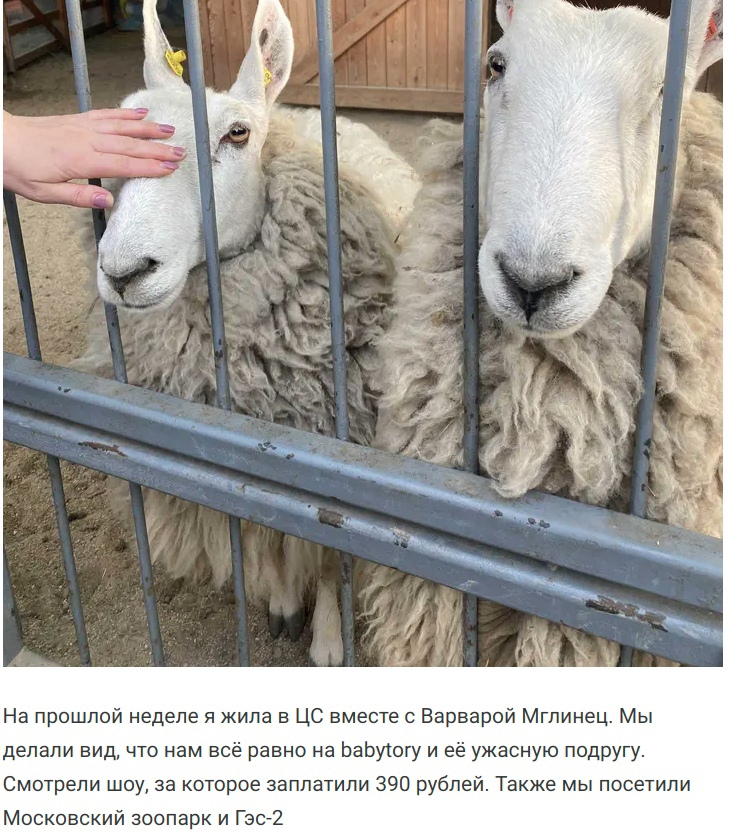 На прошлой неделе я жила в ЦС вместе с Варварой Мглинец. Мы
делали вид, что нам всё равно на babytory и её ужасную подругу.
Смотрели шоу, за которое заплатили 390 рублей. Также мы посетили
Московский зоопарк и Гэс-2